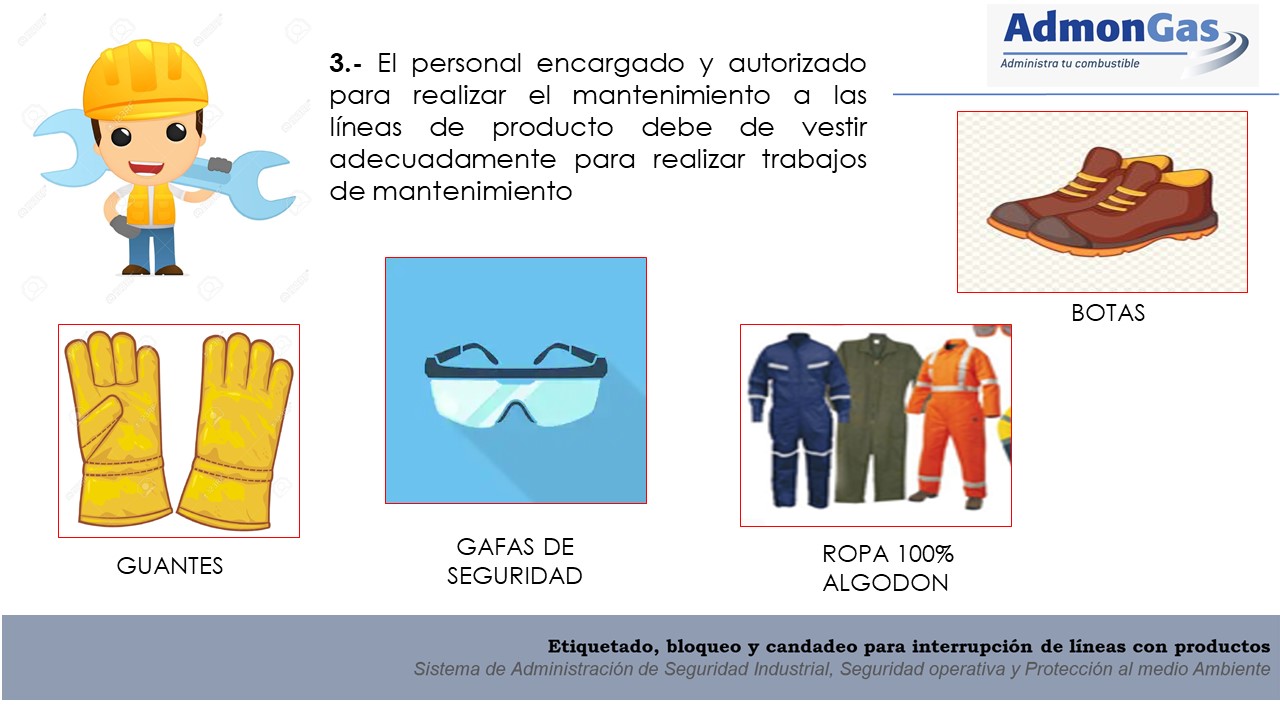 AdmonGas
Administra tu combustible
3.- El personal encargado y autorizado
para realizar el mantenimiento a las
líneas de producto debe de vestir
adecuadamente para realizar trabajos
de mantenimiento
BOTAS
GUANTES
GAFAS DE
SEGURIDAD
ROPA 100%
ALGODON
Etiquetado, bloqueo y candadeo para interrupción de líneas con productos
Sistema de Administración de Seguridad Industrial, Seguridad operativa y Protección al medio Ambiente